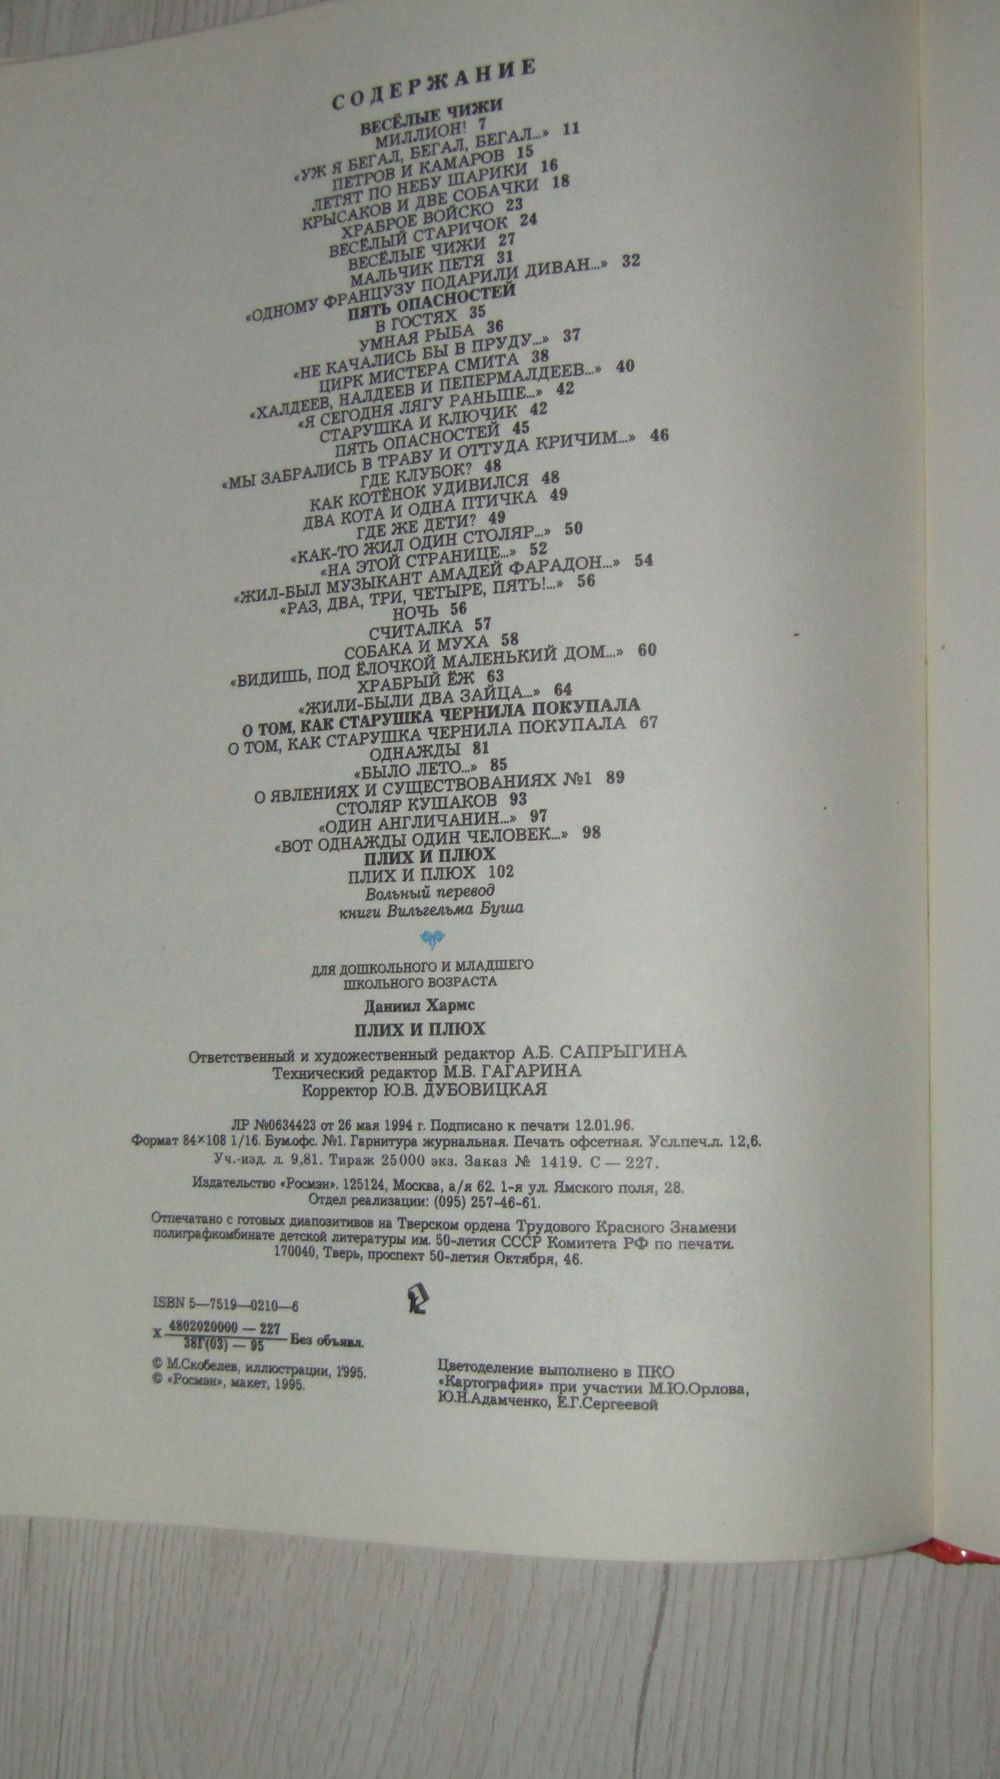 СОДЕРЖАНИЕ
ВЕСЁЛЫЕ ЧИЖИ
МИЛЛИОН! 7
«УЖ Я БЕГАЛ, БЕГАЛ, БЕГАЛ...» 11
ПЕТРОВ И КАМАРОВ 15
ЛЕТЯТ ПО НЕБУ ШАРИКИ 16
КРЫСАКОВ И ДВЕ СОБАЧКИ 18
ХРАБРОЕ ВОЙСКО 23
ВЕСЁЛЫЙ СТАРИЧОК 24
ВЕСЁЛЫЕ ЧИЖИ 27
МАЛЬЧИК ПЕТЯ 31
«ОДНОМУ ФРАНЦУЗУ ПОДАРИЛИ ДИВАН...» 32
ПЯТЬ ОПАСНОСТЕЙ
В ГОСТЯХ 35
УМНАЯ РЫБА 36
«НЕ КАЧАЛИСЬ БЫ В ПРУДУ...» 37
ЦИРК МИСТЕРА СМИТА 38
«ХАЛДЕЕВ, НАЛДЕЕВ И ПЕПЕРМАЛДЕЕВ...» 40
«Я СЕГОДНЯ ЛЯГУ РАНЬШЕ...» 42
СТАРУШКА И КЛЮЧИК 42
ПЯТЬ ОПАСНОСТЕЙ 45
«МЫ ЗАБРАЛИСЬ В ТРАВУ И ОТТУДА КРИЧИМ...» 46
ГДЕ КЛУБОК? 48
КАК КОТЁНОК УДИВИЛСЯ 48
ДВА КОТА И ОДНА ПТИЧКА 49
ГДЕ ЖЕ ДЕТИ? 49
«КАК-ТО ЖИЛ ОДИН СТОЛЯР...» 50
«НА ЭТОЙ СТРАНИЦЕ...» 52
«ЖИЛ-БЫЛ МУЗЫКАНТ АМАДЕЙ ФАРАДОН...» 54
«РАЗ, ДВА, ТРИ, ЧЕТЫРЕ, ПЯТЬ!...» 56
НОЧЬ 56
СЧИТАЛКА 57
СОБАКА И МУХА 58
«ВИДИШЬ, ПОД ЁЛОЧКОЙ МАЛЕНЬКИЙ ДОМ...» 60
ХРАБРЫЙ ЁЖ 63
«ЖИЛИ-БЫЛИ ДВА ЗАЙЦА...» 64
О ТОМ, КАК СТАРУШКА ЧЕРНИЛА ПОКУПАЛА
О ТОМ, КАК СТАРУШКА ЧЕРНИЛА ПОКУПАЛА 67
ОДНАЖДЫ 81
«БЫЛО ЛЕТО...» 85
О ЯВЛЕНИЯХ И СУЩЕСТВОВАНИЯХ №1 89
СТОЛЯР КУШАКОВ 93
«ОДИН АНГЛИЧАНИН...» 97
«ВОТ ОДНАЖДЫ ОДИН ЧЕЛОВЕК...» 98
ПЛИХ И ПЛЮХ
ПЛИХ И ПЛЮХ 102
Вольный перевод
книги Вильгельма Буша
ДЛЯ ДОШКОЛЬНОГО И МЛАДШЕГО
ШКОЛЬНОГО ВОЗРАСТА
Даниил Хармс
ПЛИХ И ПЛЮХ
Ответственный и художественный редактор А.Б. САПРЫГИНА
Технический редактор М.В. ГАГАРИНА
Корректор Ю.В. ДУБОВИЦКАЯ
ЛР №0634423 от 26 мая 1994 г. Подписано к печати 12.01.96.
Формат 84×108 1/16. Бум.офс. №1. Гарнитура журнальная. Печать офсетная. Усл.печ.л. 12,6.
Уч.-изд. л. 9,81. Тираж 25000 экз. Заказ № 1419. С — 227.
Издательство «Росмэн». 125124, Москва, а/я 62. 1-я ул. Ямского поля, 28.
Отдел реализации: (095) 257-46-61.
Отпечатано с готовых диапозитивов на Тверском ордена Трудового Красного Знамени
полиграфкомбинате детской литературы им. 50-летия СССР Комитета РФ по печати.
170040, Тверь, проспект 50-летия Октября, 46.
ISBN 5—7519—0210—6
Х 4802020000 — 227
38Г(03) — 95 Без объявл.
© М.Скобелев, иллюстрации, 1995.
© «Росмэн», макет, 1995.
Цветоделение выполнено в ПКО
«Картография» при участии М.Ю.Орлова,
Ю.Н.Адамченко, Е.Г.Сергеевой